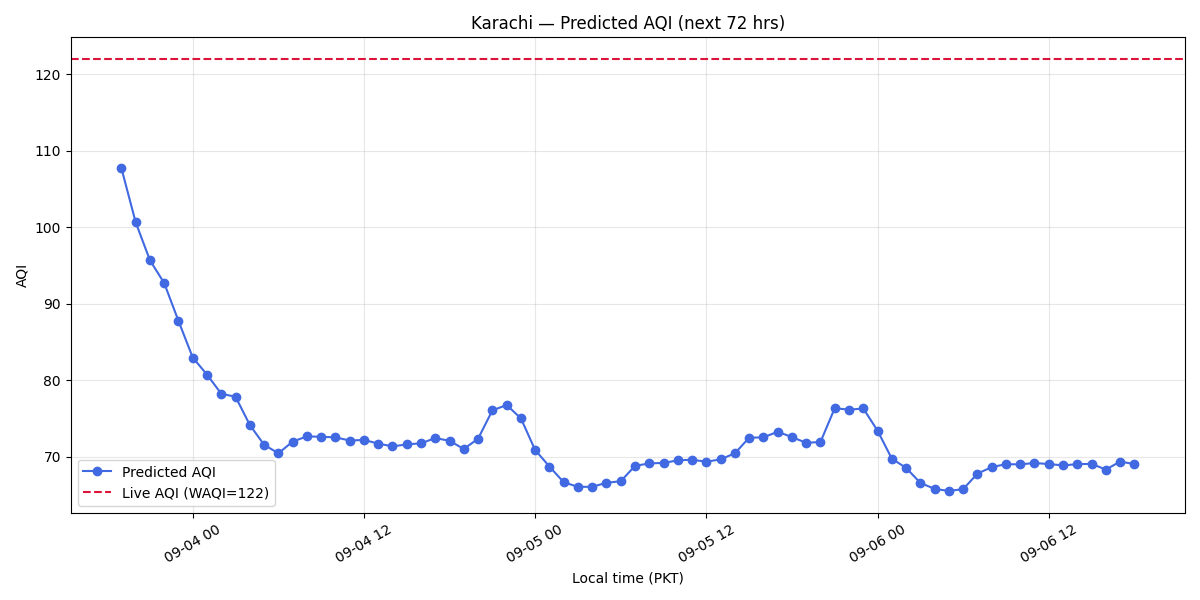 Karachi — Predicted AQI (next 72 hrs)
120
110
100
90
80
70
AQI
Predicted AQI
Live AQI (WAQI=122)
09-04 00
09-04 12
09-05 00
09-05 12
09-06 00
09-06 12
Local time (PKT)